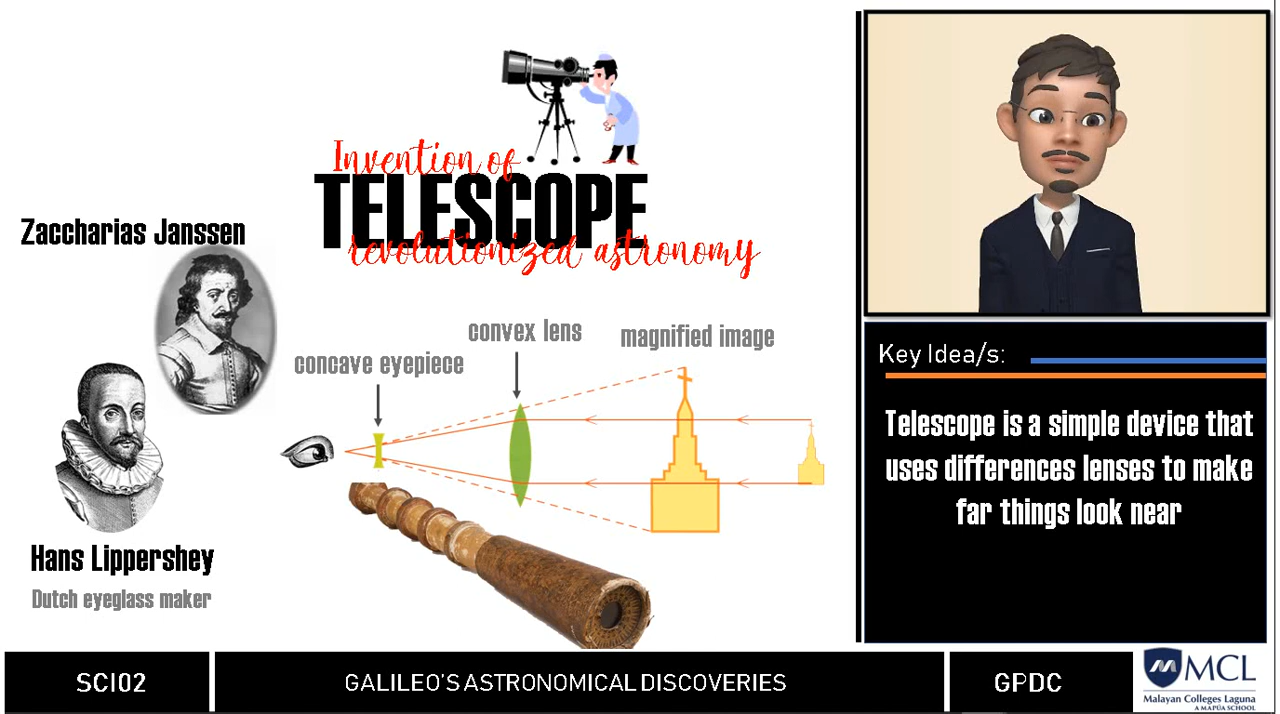 Invention of
TELESCOPE
revolutionized astronomy
Zaccharias Janssen
Hans Lippershey
Dutch eyeglass maker
concave eyepiece
convex lens
magnified image
Key Idea/s:
Telescope is a simple device that
uses differences lenses to make
far things look near
SCI02
GALILEO'S ASTRONOMICAL DISCOVERIES
GPDC
MCL
Malayan Colleges Laguna
A MAPÚA SCHOOL